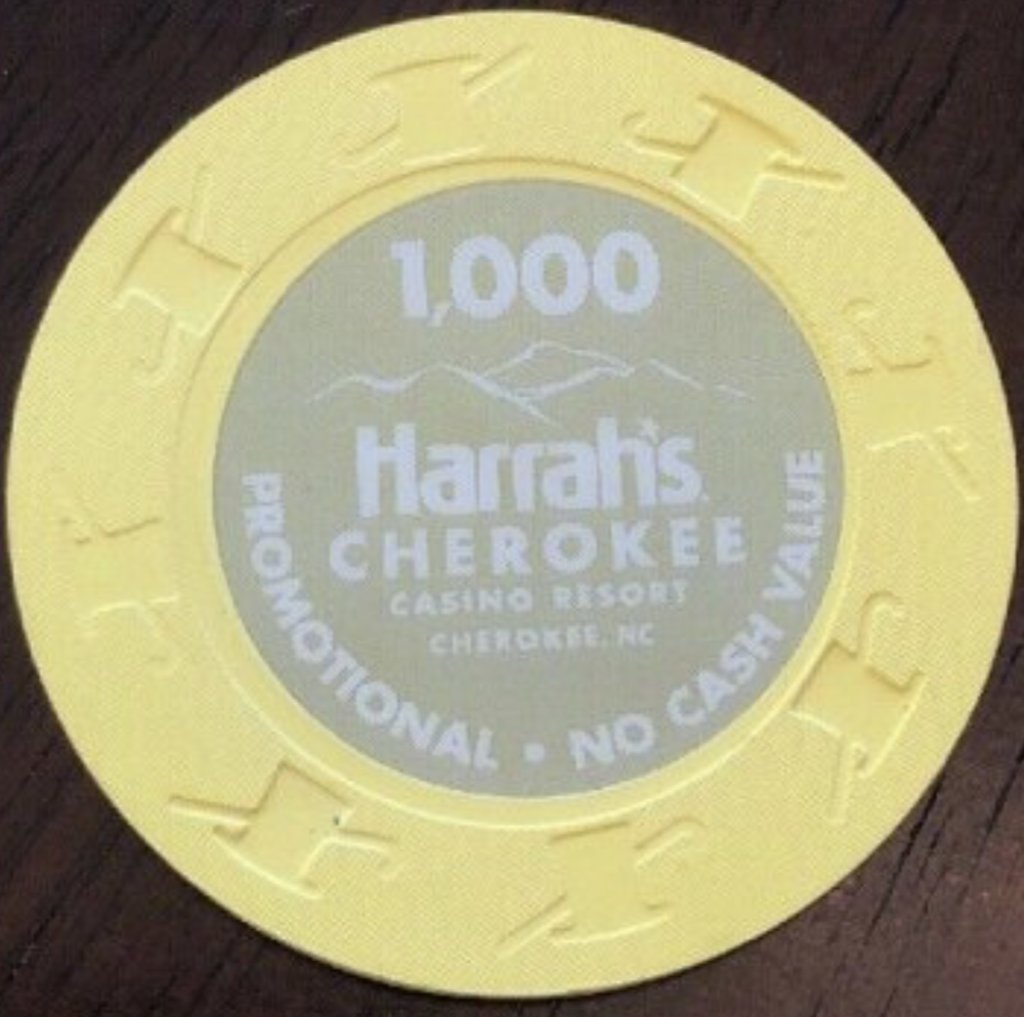 1,000
Harrah's
CHEROKEE
CASINO RESORT
CHEROKEE, NC
PROMOTIONAL • NO CASH VALUE